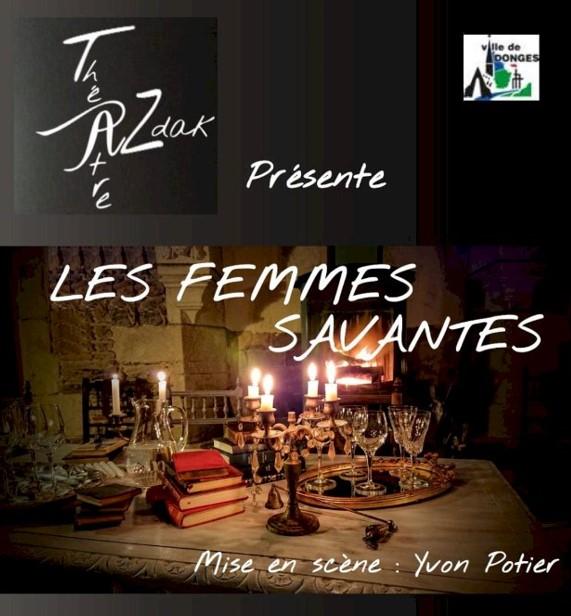 Théâtre
AZdak
ville de
DONGES
Présente
LES FEMMES
SAVANTES
Mise en scène : Yvon Potier